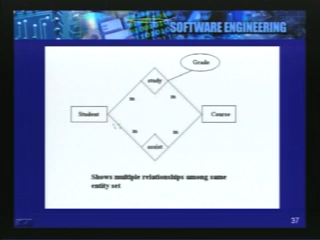 SOFTWARE ENGINEERING
Grade
study
m
m
Student
Course
m
m
assist
Shows multiple relationships among same
entity set
37